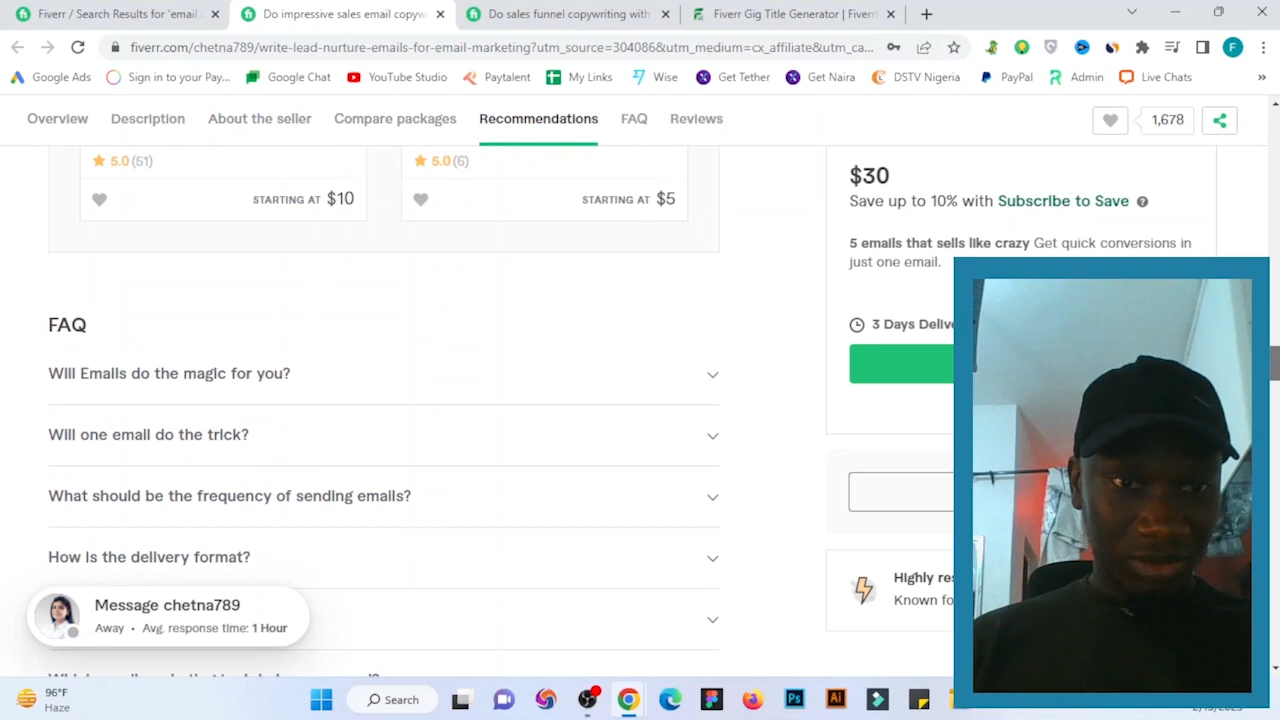 Fiverr / Search Results for 'email
Do impressive sales email copyw
Do sales funnel copywriting with
Fiverr Gig Title Generator | Fiverr
fiverr.com/chetna789/write-lead-nurture-emails-for-email-marketing?utm_source=304086&utm_medium=cx_affiliate&utm_ca...
F
Google Ads
Sign in to your Pay...
Google Chat
YouTube Studio
Paytalent
My Links
Wise
Get Tether
Get Naira
DSTV Nigeria
PayPal
Admin
Live Chats
»
Overview
Description
About the seller
Compare packages
Recommendations
FAQ
Reviews
1,678
5.0 (51)
5.0 (6)
STARTING AT $10
STARTING AT $5
$30
Save up to 10% with Subscribe to Save
5 emails that sells like crazy Get quick conversions in
just one email.
3 Days Delive
FAQ
Will Emails do the magic for you?
Will one email do the trick?
What should be the frequency of sending emails?
How is the delivery format?
Highly res
Known fo
Message chetna789
Away • Avg. response time: 1 Hour
96°F
Haze
Search
Ps
Ai